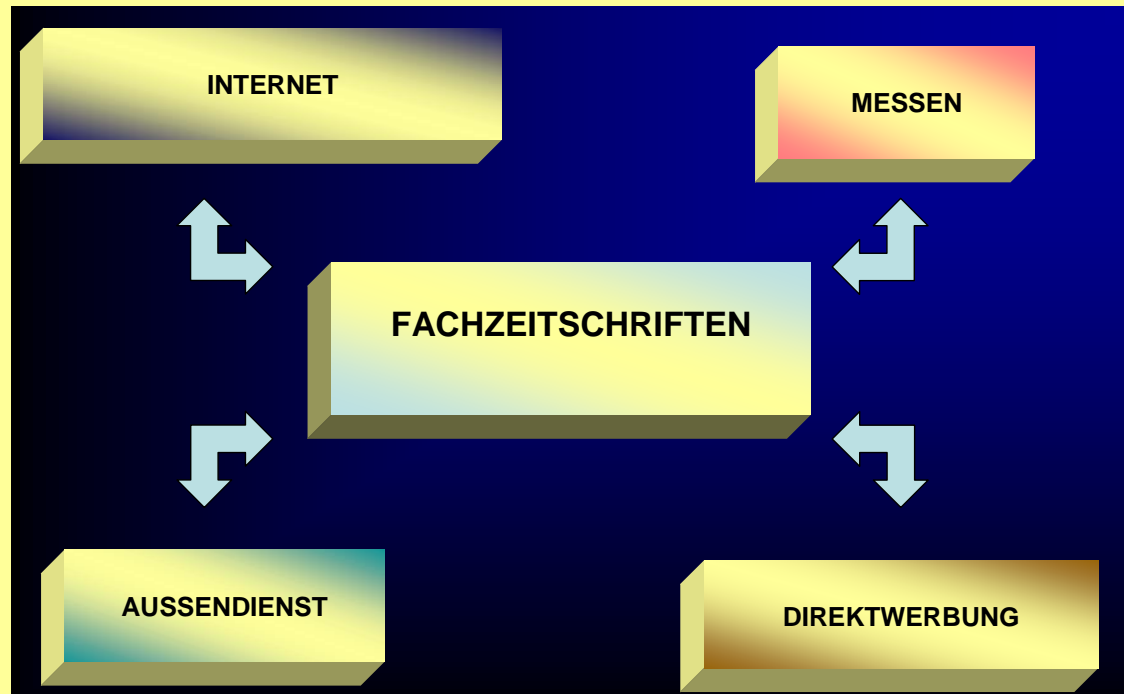 INTERNET
MESSEN
FACHZEITSCHRIFTEN
AUSSENDIENST
DIREKTWERBUNG